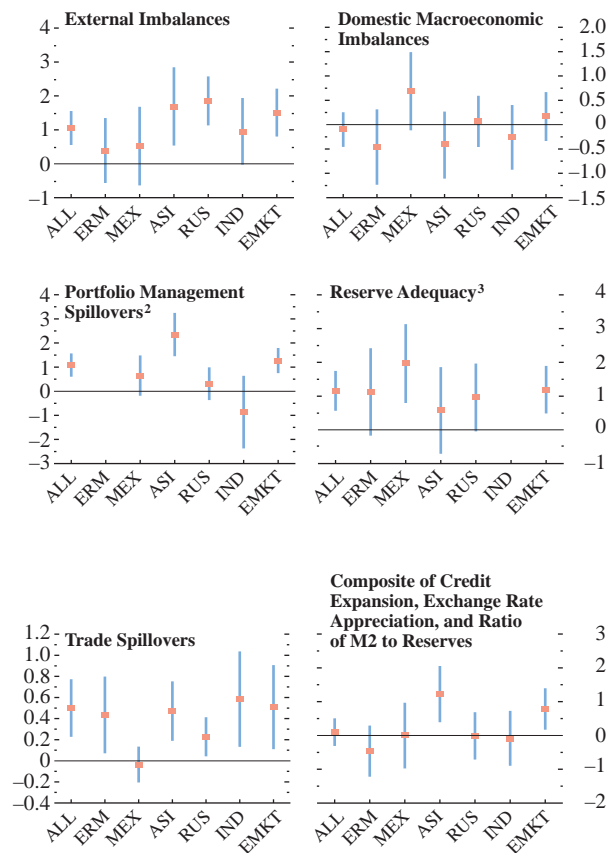 External Imbalances
4
3
2
1
0
–1
ALL ERM MEX ASI RUS IND EMKT
Domestic Macroeconomic
Imbalances
2.0
1.5
1.0
0.5
0
–0.5
–1.0
–1.5
ALL ERM MEX ASI RUS IND EMKT
Portfolio Management
Spillovers²
4
3
2
1
0
–1
–2
–3
ALL ERM MEX ASI RUS IND EMKT
Reserve Adequacy³
4
3
2
1
0
–1
ALL ERM MEX ASI RUS IND EMKT
Trade Spillovers
1.2
1.0
0.8
0.6
0.4
0.2
0
–0.2
–0.4
ALL ERM MEX ASI RUS IND EMKT
Composite of Credit
Expansion, Exchange Rate
Appreciation, and Ratio
of M2 to Reserves
3
2
1
0
–1
–2
ALL ERM MEX ASI RUS IND EMKT